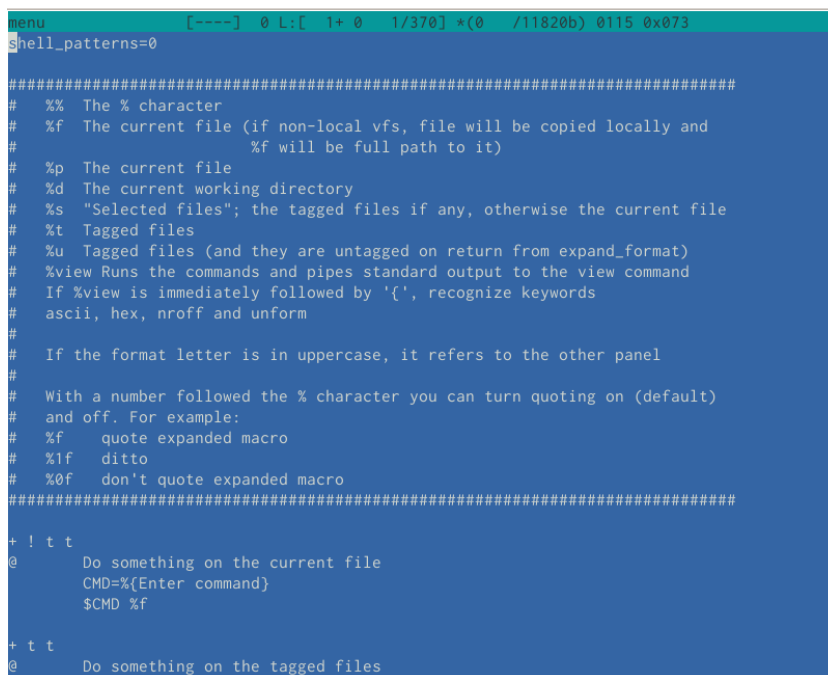 menu                [----]  0 L:[  1+ 0   1/370] *(0   /11820b) 0115 0x073
shell_patterns=0
##############################################################################
#   %%  The % character
#   %f  The current file (if non-local vfs, file will be copied locally and
#                         %f will be full path to it)
#   %p  The current file
#   %d  The current working directory
#   %s  "Selected files"; the tagged files if any, otherwise the current file
#   %t  Tagged files
#   %u  Tagged files (and they are untagged on return from expand_format)
#   %view Runs the commands and pipes standard output to the view command
#   If %view is immediately followed by '{', recognize keywords
#   ascii, hex, nroff and unform
#
#   If the format letter is in uppercase, it refers to the other panel
#
#   With a number followed the % character you can turn quoting on (default)
#   and off. For example:
#   %f    quote expanded macro
#   %1f   ditto
#   %0f   don't quote expanded macro
##############################################################################
+ ! t t
@       Do something on the current file
        CMD=%{Enter command}
        $CMD %f
+ t t
@       Do something on the tagged files